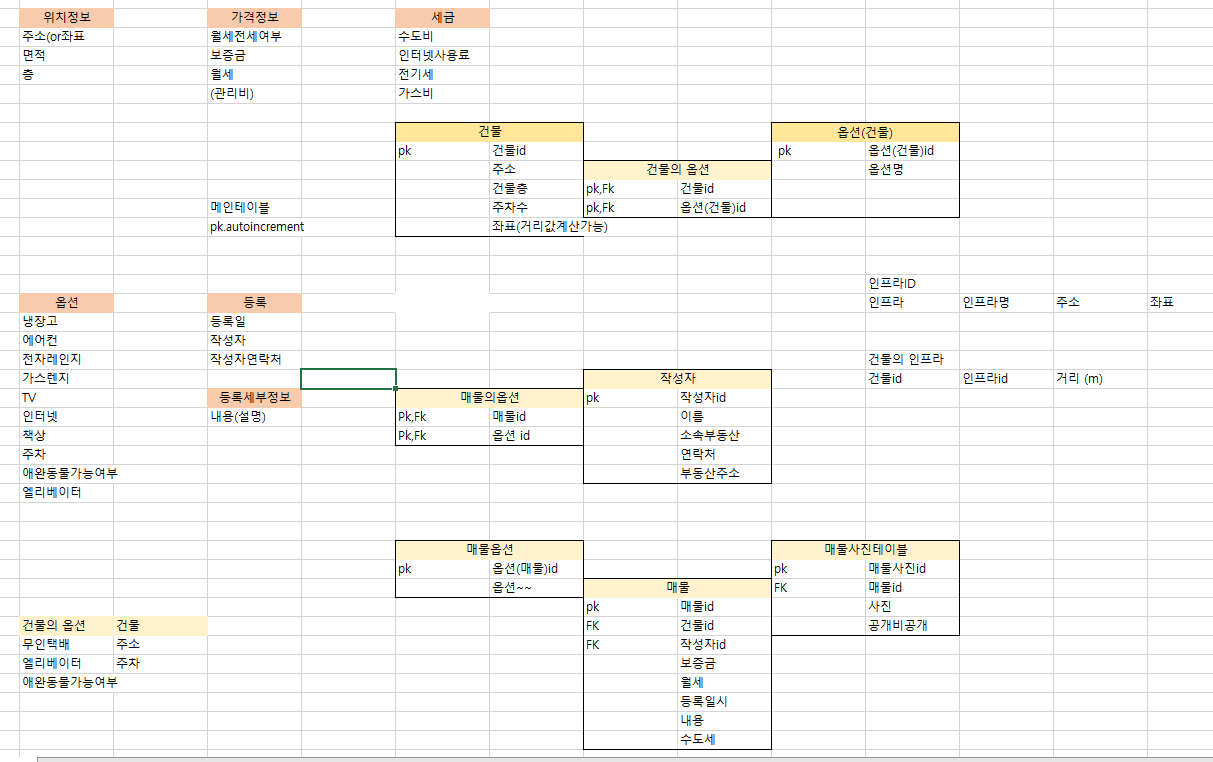 위치정보 가격정보 세금
주소(or좌표 월세전세여부 수도비
면적 보증금 인터넷사용료
층 월세 전기세
(관리비) 가스비
건물 옵션(건물)
pk 건물id pk 옵션(건물)id
주소 건물의 옵션 옵션명
건물층 pk,Fk 건물id
메인테이블 주차수 pk,Fk 옵션(건물)id
pk.autoincrement 좌표(거리값계산가능)
인프라ID
옵션 등록 인프라 인프라명 주소 좌표
냉장고 등록일
에어컨 작성자
전자레인지 작성자연락처 건물의 인프라
가스렌지 작성자 건물id 인프라id 거리 (m)
TV 등록세부정보 매물의옵션 pk 작성자id
인터넷 내용(설명) Pk,Fk 매물id 이름
책상 Pk,Fk 옵션 id 소속부동산
주차 연락처
애완동물가능여부 부동산주소
엘리베이터
매물옵션 매물사진테이블
pk 옵션(매물)id pk 매물사진id
옵션~~ 매물 FK 매물id
pk 매물id 사진
건물의 옵션 건물 FK 건물id 공개비공개
무인택배 주소 FK 작성자id
엘리베이터 주차 보증금
애완동물가능여부 월세
등록일시
내용
수도세